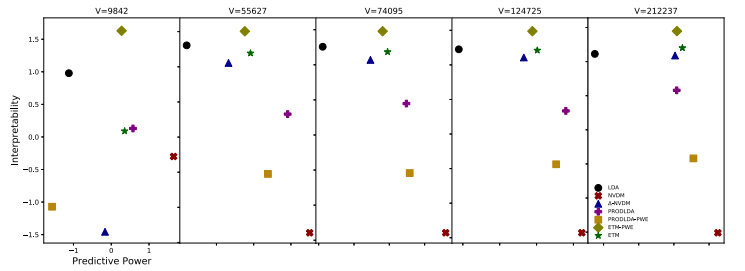 V=9842 V=55627 V=74095 V=124725 V=212237
Interpretability
1.5
1.0
0.5
0.0
−0.5
−1.0
−1.5
−1 0 1
Predictive Power
LDA
NVDM
Δ-NVDM
PRODLDA
PRODLDA-PWE
ETM-PWE
ETM